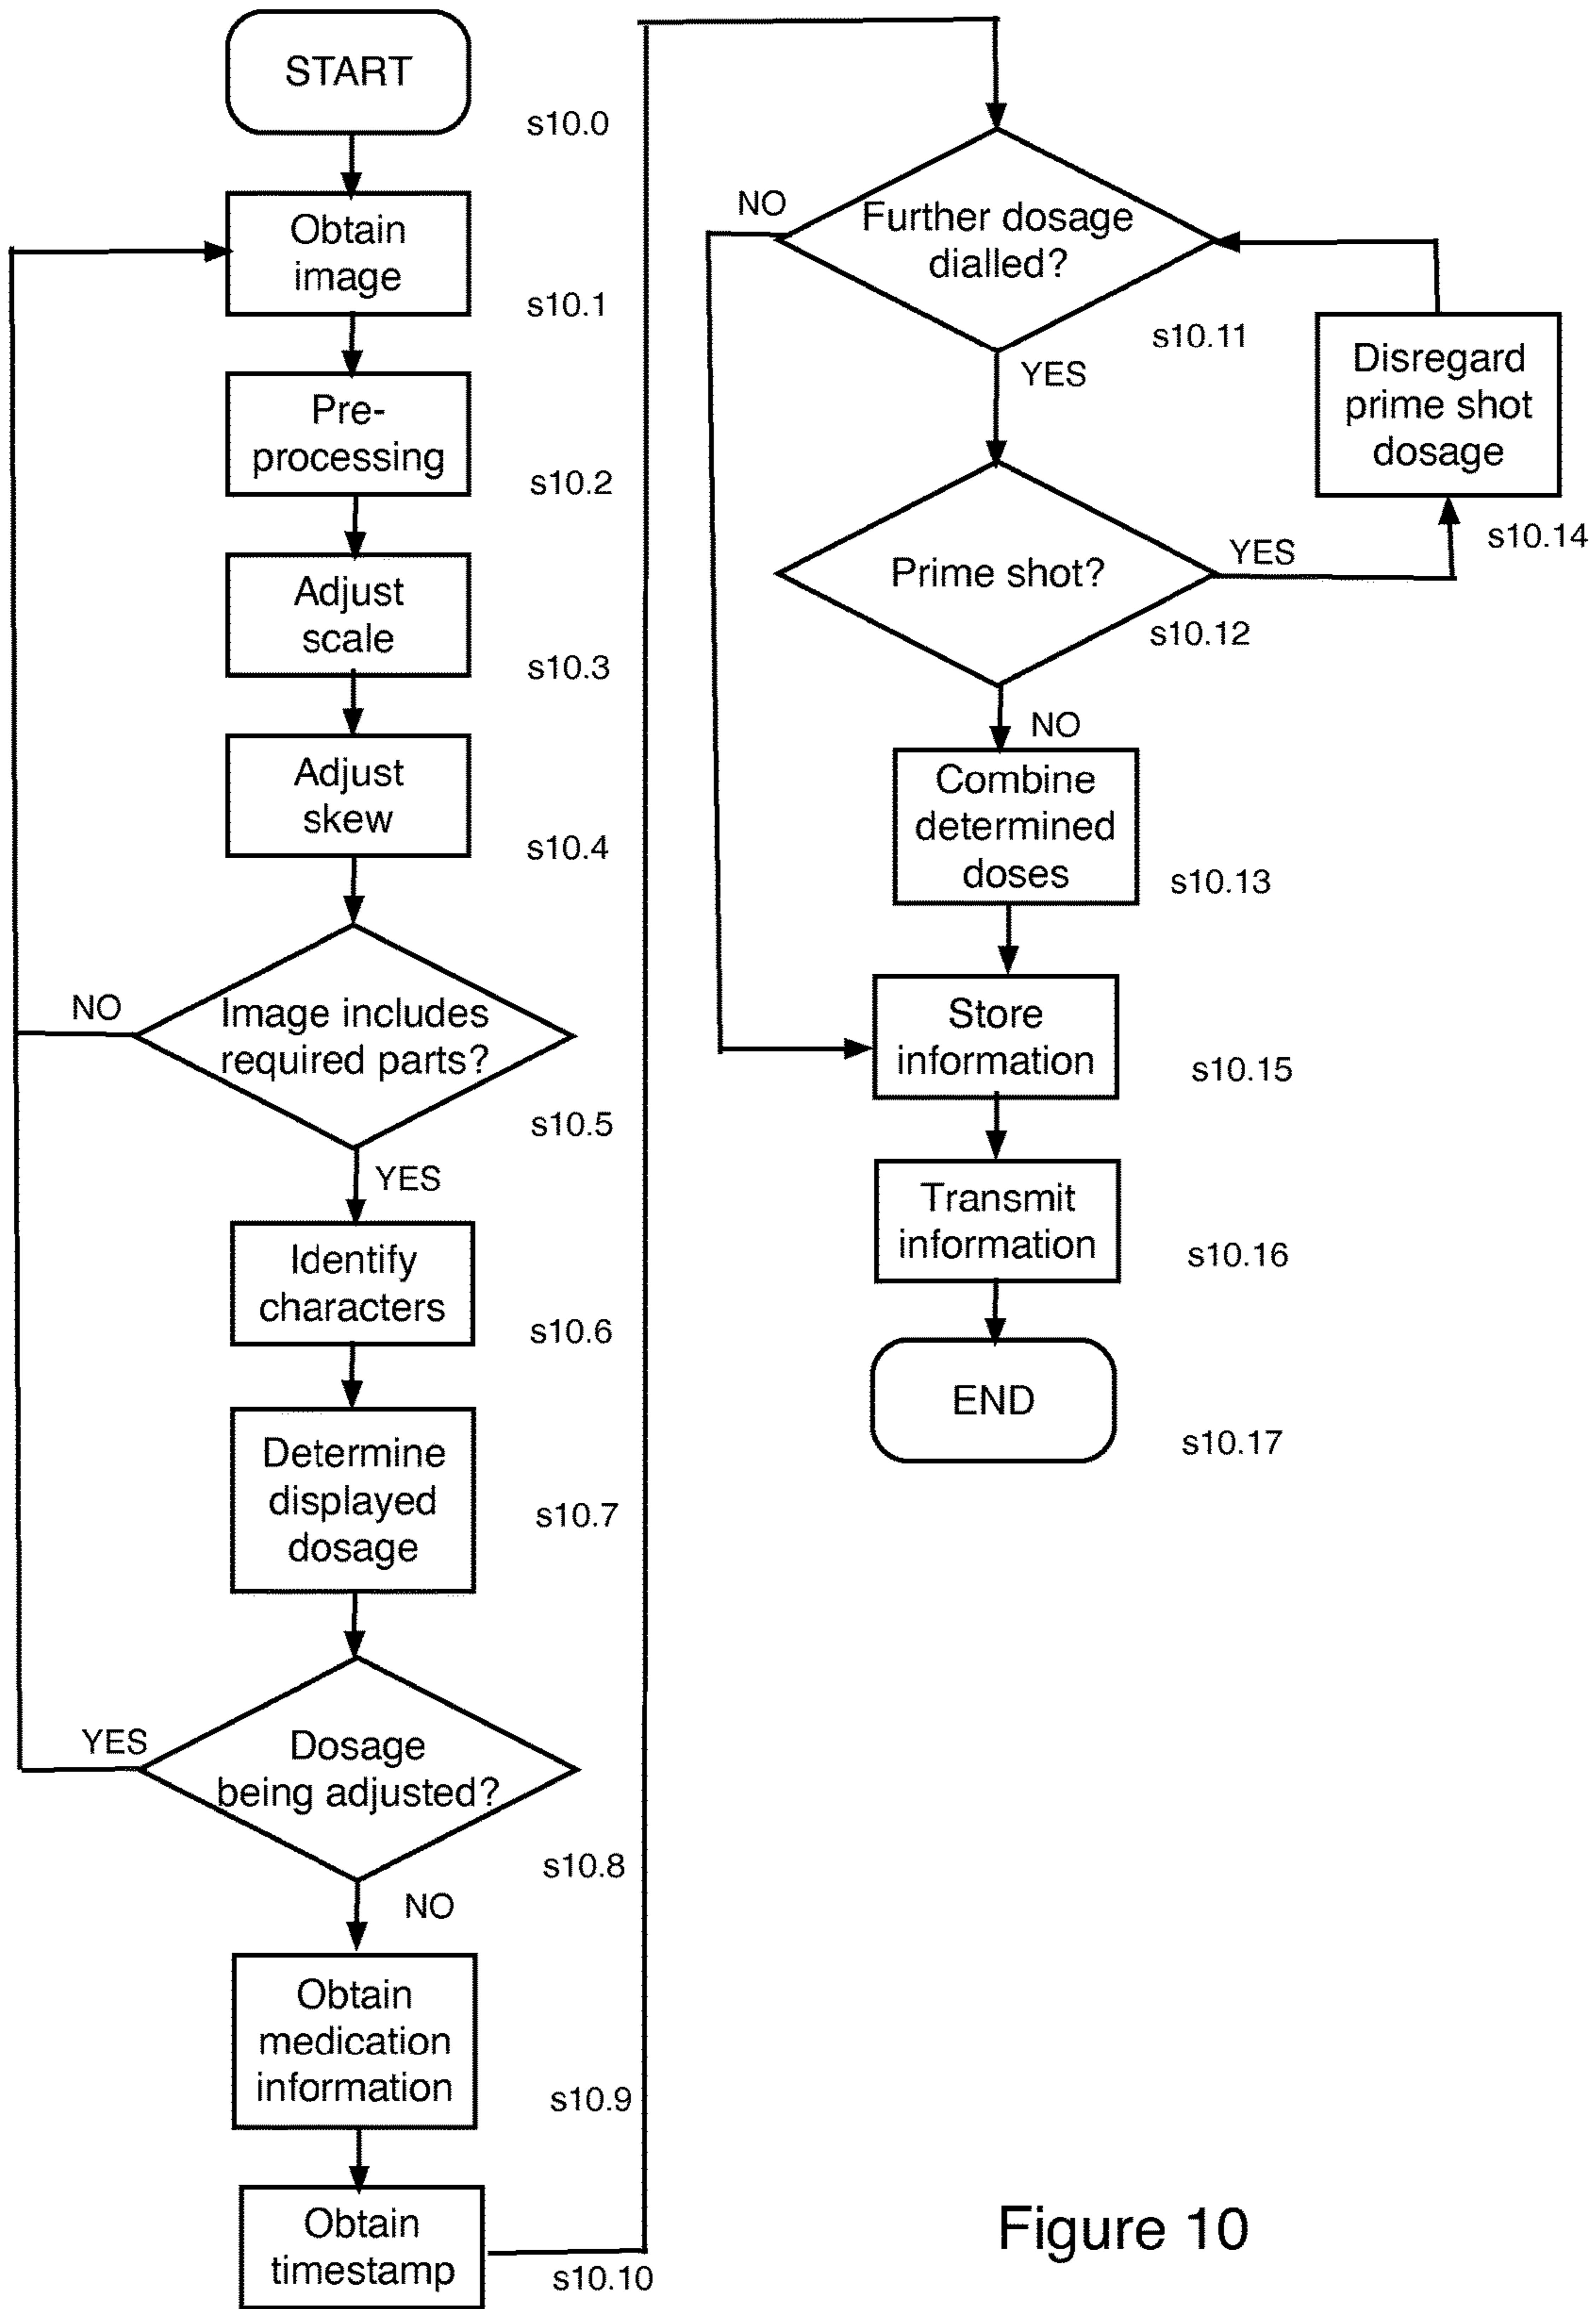 START
s10.0
Obtain
image
s10.1
Pre-
processing
s10.2
Adjust
scale
s10.3
Adjust
skew
s10.4
NO
Image includes
required parts?
s10.5
YES
Identify
characters
s10.6
Determine
displayed
dosage
s10.7
YES
Dosage
being adjusted?
s10.8
NO
Obtain
medication
information
s10.9
Obtain
timestamp
s10.10
NO
Further dosage
dialled?
s10.11
YES
Prime shot?
YES
s10.12
Disregard
prime shot
dosage
s10.14
NO
Combine
determined
doses
s10.13
Store
information
s10.15
Transmit
information
s10.16
END
s10.17
Figure 10